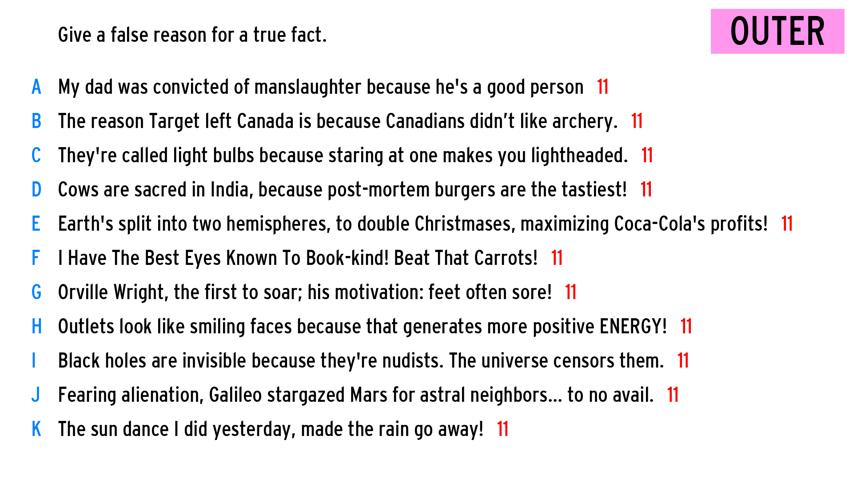 Give a false reason for a true fact.
OUTER
A My dad was convicted of manslaughter because he's a good person 11
B The reason Target left Canada is because Canadians didn’t like archery. 11
C They're called light bulbs because staring at one makes you lightheaded. 11
D Cows are sacred in India, because post-mortem burgers are the tastiest! 11
E Earth's split into two hemispheres, to double Christmases, maximizing Coca-Cola's profits! 11
F I Have The Best Eyes Known To Book-kind! Beat That Carrots! 11
G Orville Wright, the first to soar; his motivation: feet often sore! 11
H Outlets look like smiling faces because that generates more positive ENERGY! 11
I Black holes are invisible because they're nudists. The universe censors them. 11
J Fearing alienation, Galileo stargazed Mars for astral neighbors... to no avail. 11
K The sun dance I did yesterday, made the rain go away! 11